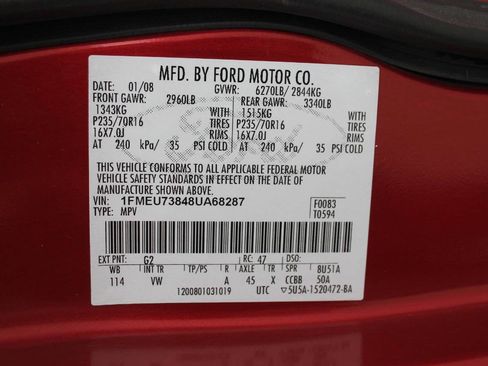 MFD. BY FORD MOTOR CO.
DATE: 01/08 GVWR: 6270LB/ 2844KG
FRONT GAWR: 2960LB REAR GAWR: 3340LB
1343KG WITH 1515KG WITH
P235/70R16 TIRES P235/70R16 TIRES
16X7.0J RIMS 16X7.0J RIMS
AT 240 kPa/ 35 PSI COLD AT 240 kPa/ 35 PSI COLD
THIS VEHICLE CONFORMS TO ALL APPLICABLE FEDERAL MOTOR
VEHICLE SAFETY STANDARDS IN EFFECT ON THE DATE OF
MANUFACTURE SHOWN ABOVE.
VIN: 1FMEU73848UA68287 F0083
TYPE: MPV T0594
EXT PNT: G2 RC: 47 DSO:
WB INT TR TP/PS R AXLE TR SPR 8U51A
114 VW A 45 X CCBB 50A
1200801031019 UTC ▽5U5A-1520472-BA